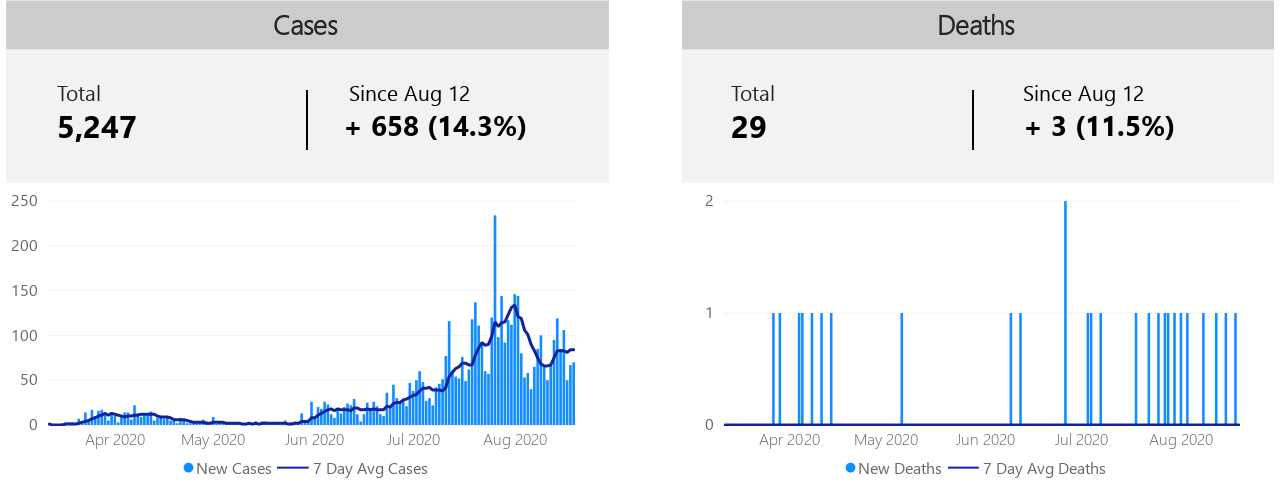 Cases
Total
5,247
Since Aug 12
+ 658 (14.3%)
250
200
150
100
50
0
Apr 2020 May 2020 Jun 2020 Jul 2020 Aug 2020
New Cases 7 Day Avg Cases
Deaths
Total
29
Since Aug 12
+ 3 (11.5%)
2
1
0
Apr 2020 May 2020 Jun 2020 Jul 2020 Aug 2020
New Deaths 7 Day Avg Deaths